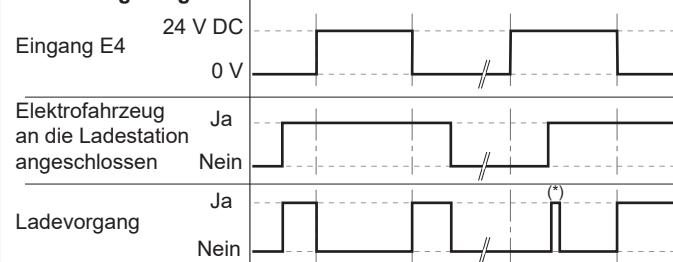 24 V DC
Eingang E4
0 V
Elektrofahrzeug
an die Ladestation
angeschlossen
Ja
Nein
Ja
(*)
Ladevorgang
Nein